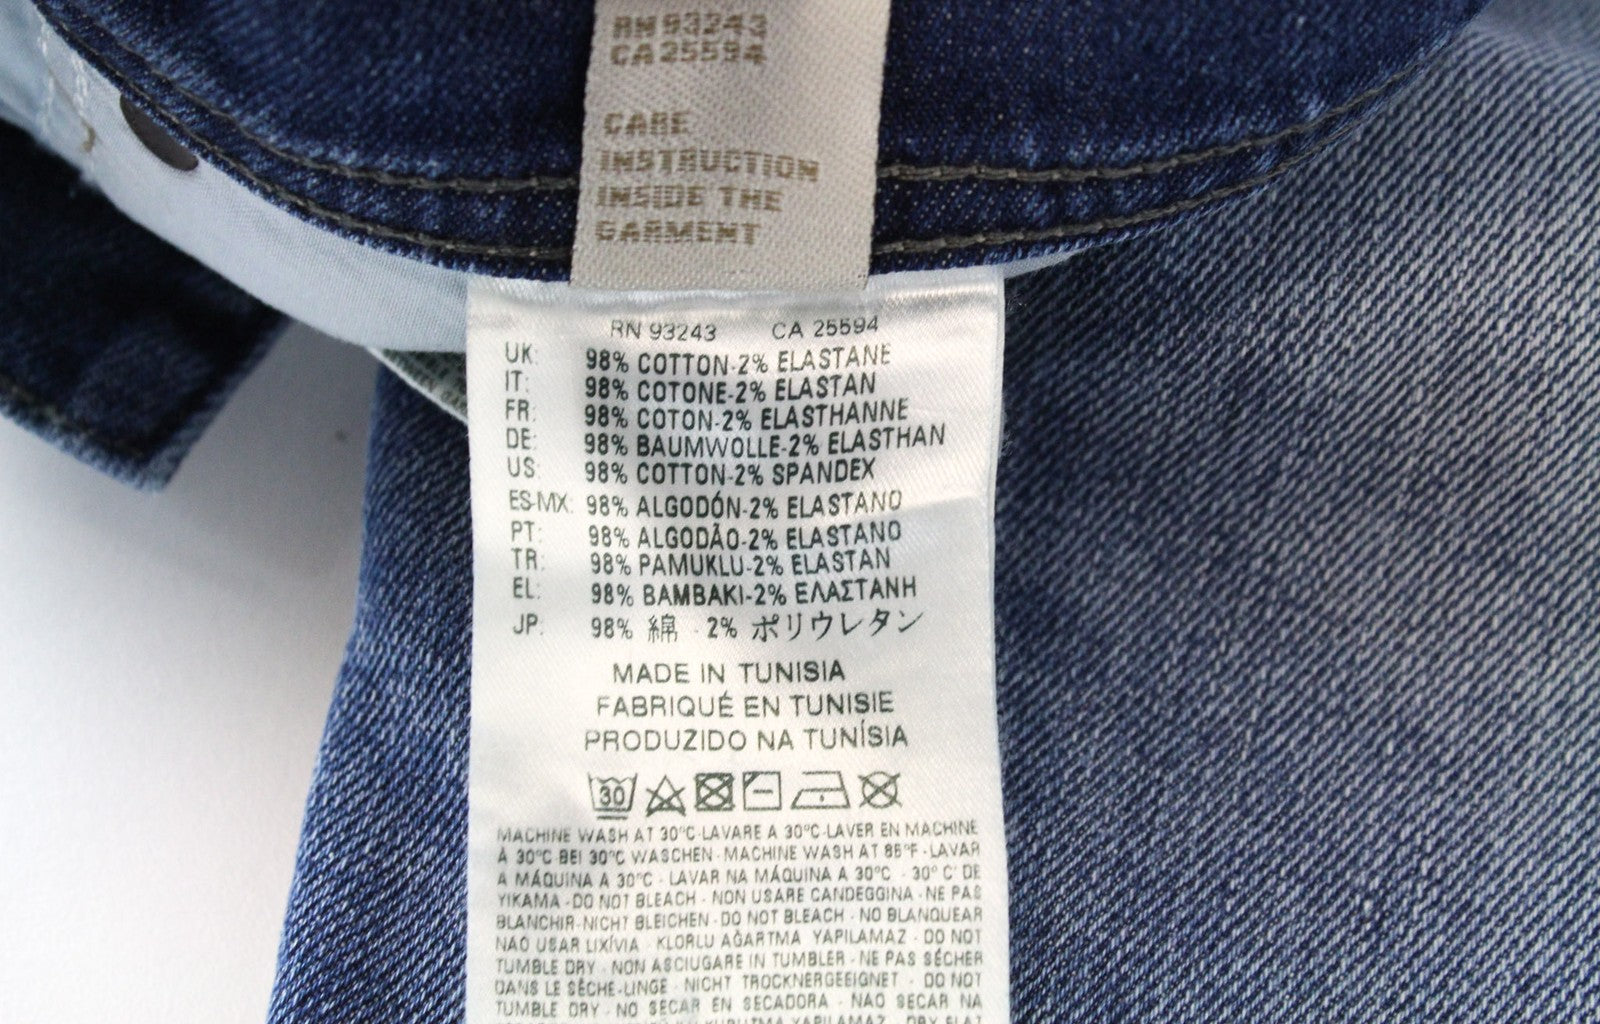 RN 93243
CA 25594
CARE
INSTRUCTION
INSIDE THE
GARMENT
RN 93243 CA 25594
UK: 98% COTTON-2% ELASTANE
IT: 98% COTONE-2% ELASTAN
FR: 98% COTON-2% ELASTHANNE
DE: 98% BAUMWOLLE-2% ELASTHAN
US: 98% COTTON-2% SPANDEX
ES-MX: 98% ALGODÓN-2% ELASTANO
PT: 98% ALGODÃO-2% ELASTANO
TR: 98% PAMUKLU-2% ELASTAN
EL: 98% ΒΑΜΒΑΚΙ-2% ΕΛΑΣΤΑΝΗ
JP: 98% 綿 - 2% ポリウレタン
MADE IN TUNISIA
FABRIQUÉ EN TUNISIE
PRODUZIDO NA TUNÍSIA
30
MACHINE WASH AT 30°C-LAVARE A 30°C-LAVER EN MACHINE
À 30°C-BEI 30°C WASCHEN - MACHINE WASH AT 85°F - LAVAR
A MÁQUINA A 30°C - LAVAR NA MÁQUINA A 30°C - 30° C' DE
YIKAMA - DO NOT BLEACH - NON USARE CANDEGGINA - NE PAS
BLANCHIR-NICHT BLEICHEN - DO NOT BLEACH - NO BLANQUEAR
NAO USAR LIXÍVIA - KLORLU AĞARTMA YAPILAMAZ - DO NOT
TUMBLE DRY - NON ASCIUGARE IN TUMBLER - NE PAS SÉCHER
DANS LE SÈCHE-LINGE - NICHT TROCKNERGEEIGNET - DO NOT
TUMBLE DRY - NO SECAR EN SECADORA - NAO SECAR NA
KURUTMA YAPILAMAZ - DRY FLAT